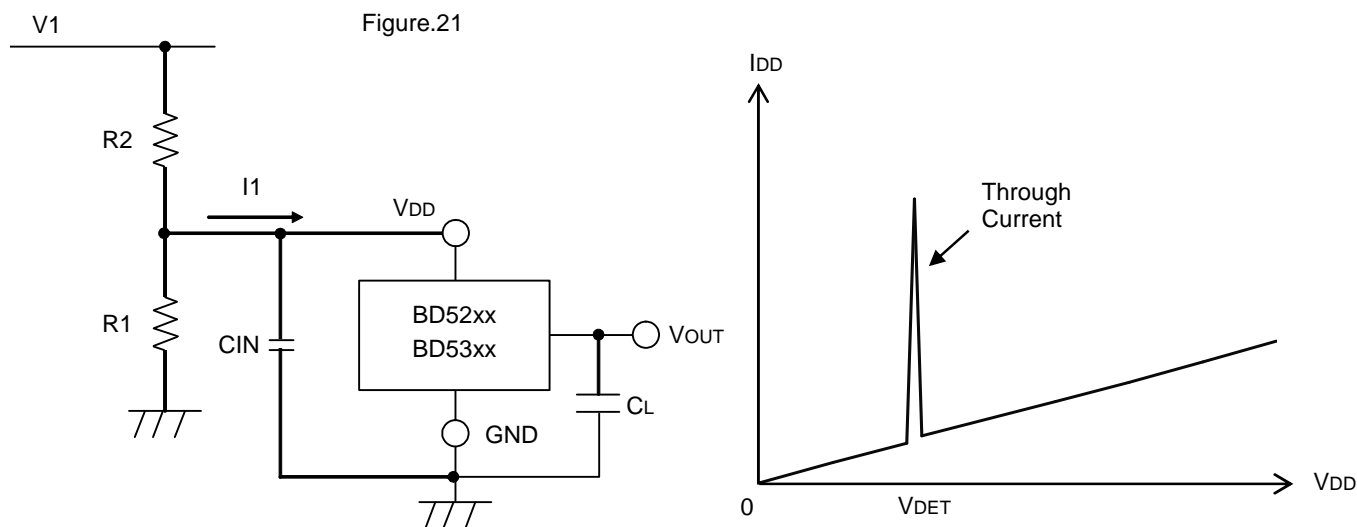 Figure.21
V1
R2
I1
VDD
R1
CIN
BD52xx
BD53xx
VOUT
CL
GND
IDD
Through
Current
0
VDET
VDD